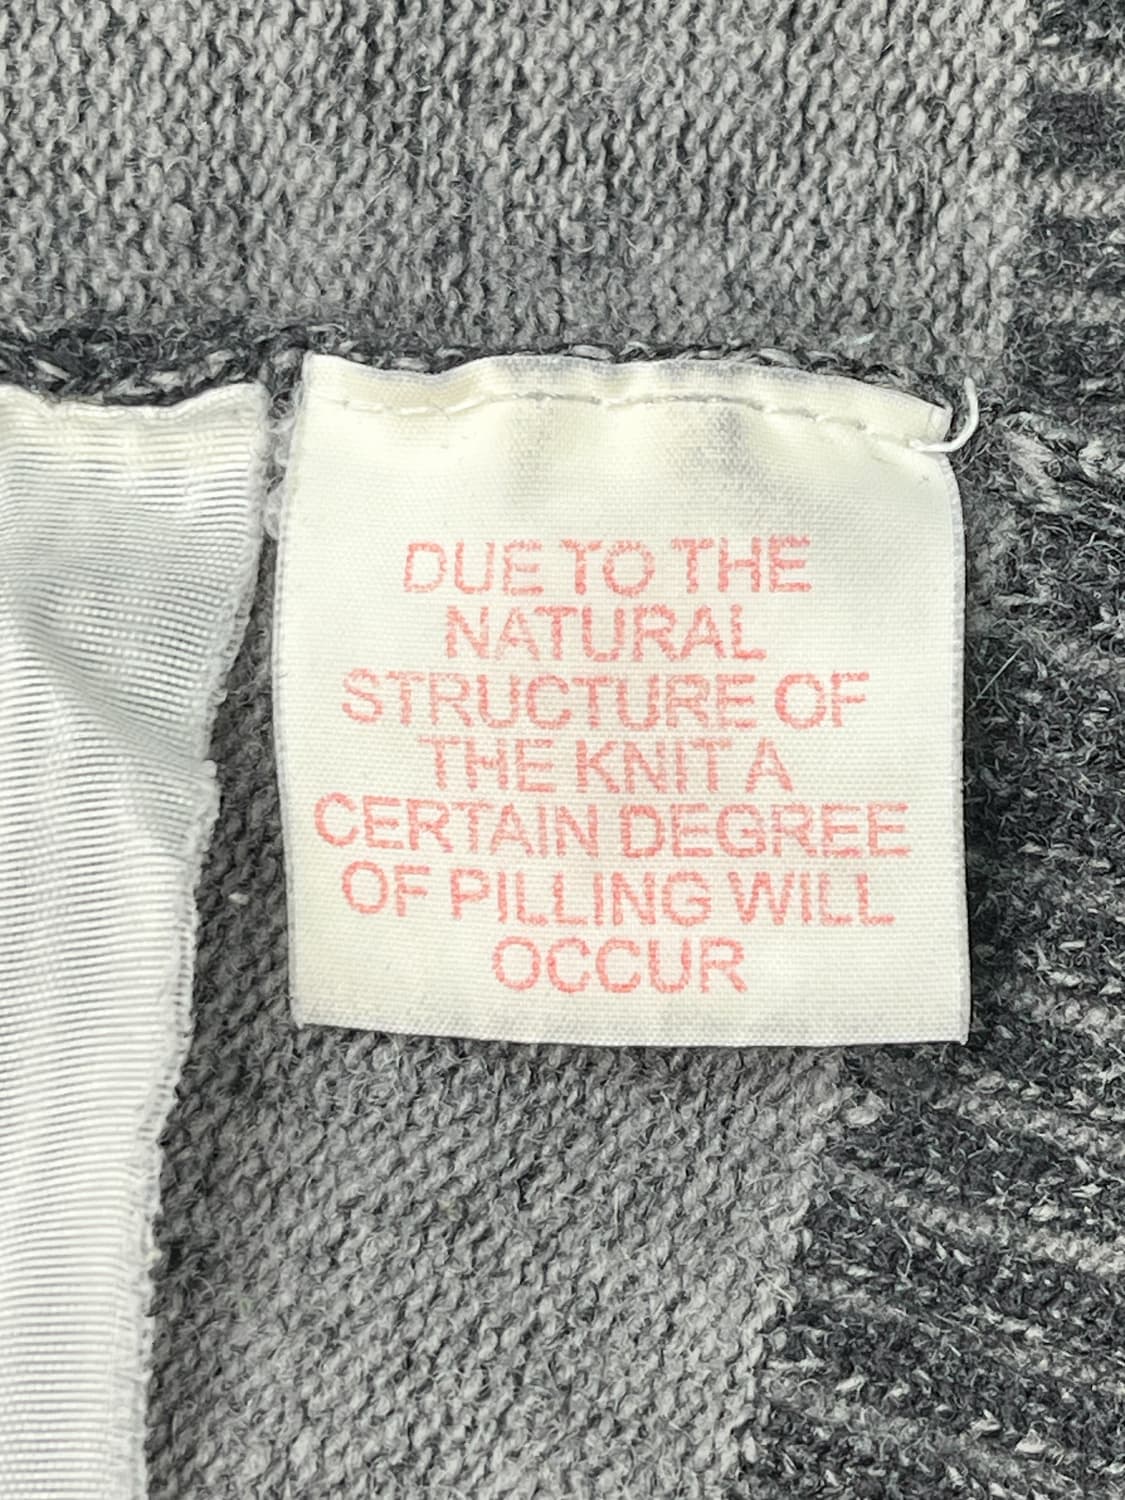 DUE TO THE
NATURAL
STRUCTURE OF
THE KNIT A
CERTAIN DEGREE
OF PILLING WILL
OCCUR